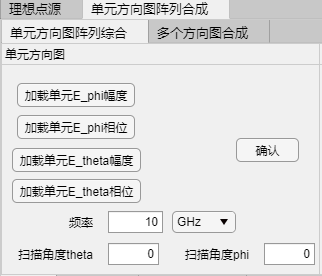 理想点源 单元方向图阵列合成
单元方向图阵列综合 多个方向图合成
单元方向图
加载单元E_phi幅度
加载单元E_phi相位
加载单元E_theta幅度
确认
加载单元E_theta相位
频率 10 GHz
扫描角度theta 0 扫描角度phi 0